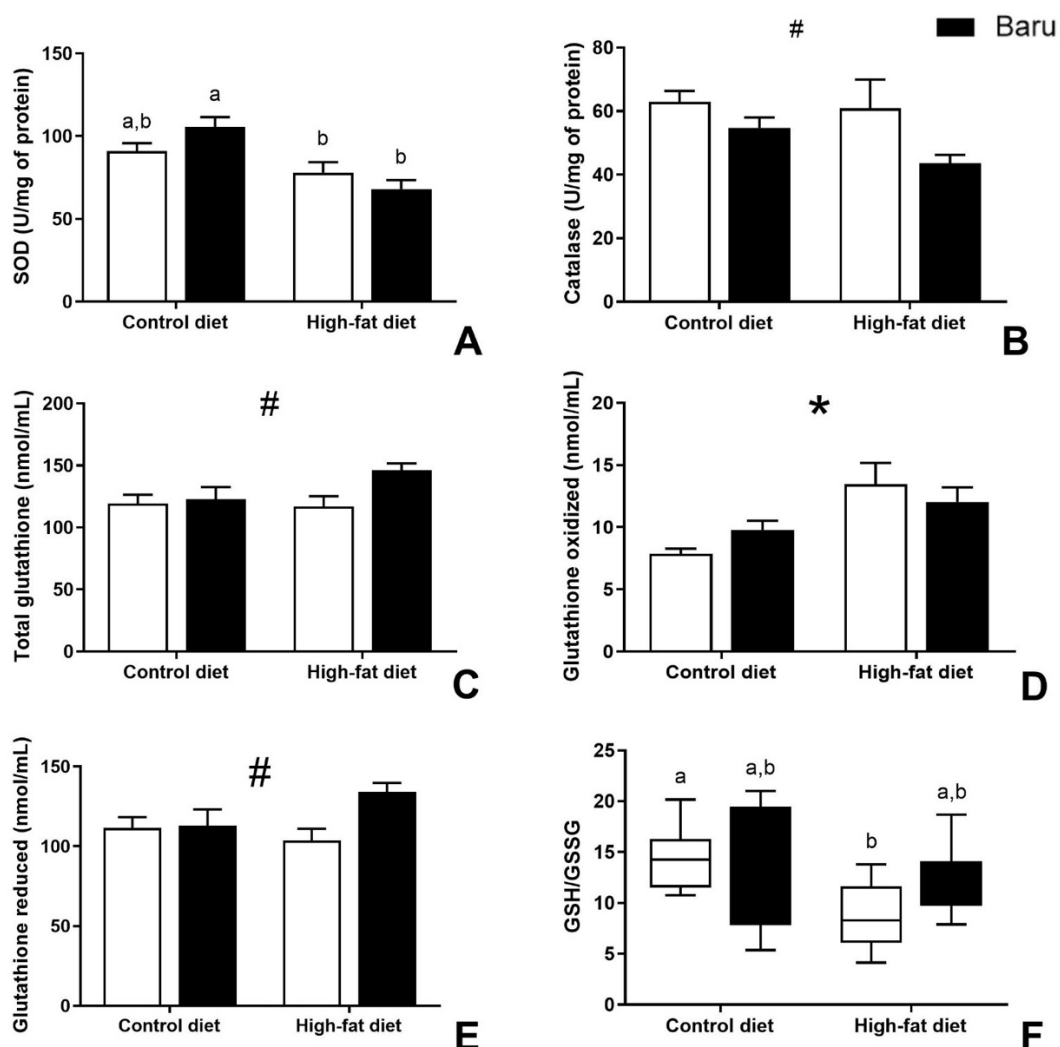 # Baru
SOD (U/mg of protein)
150
100
50
0
a,b
a
b
b
Control diet
High-fat diet
A
Catalase (U/mg of protein)
80
60
40
20
0
Control diet
High-fat diet
B
Total glutathione (nmol/mL)
200
150
100
50
0
#
Control diet
High-fat diet
C
Glutathione oxidized (nmol/mL)
20
15
10
5
0
*
Control diet
High-fat diet
D
Glutathione reduced (nmol/mL)
150
100
50
0
#
Control diet
High-fat diet
E
GSH/GSSG
25
20
15
10
5
0
a
a,b
b
a,b
Control diet
High-fat diet
F